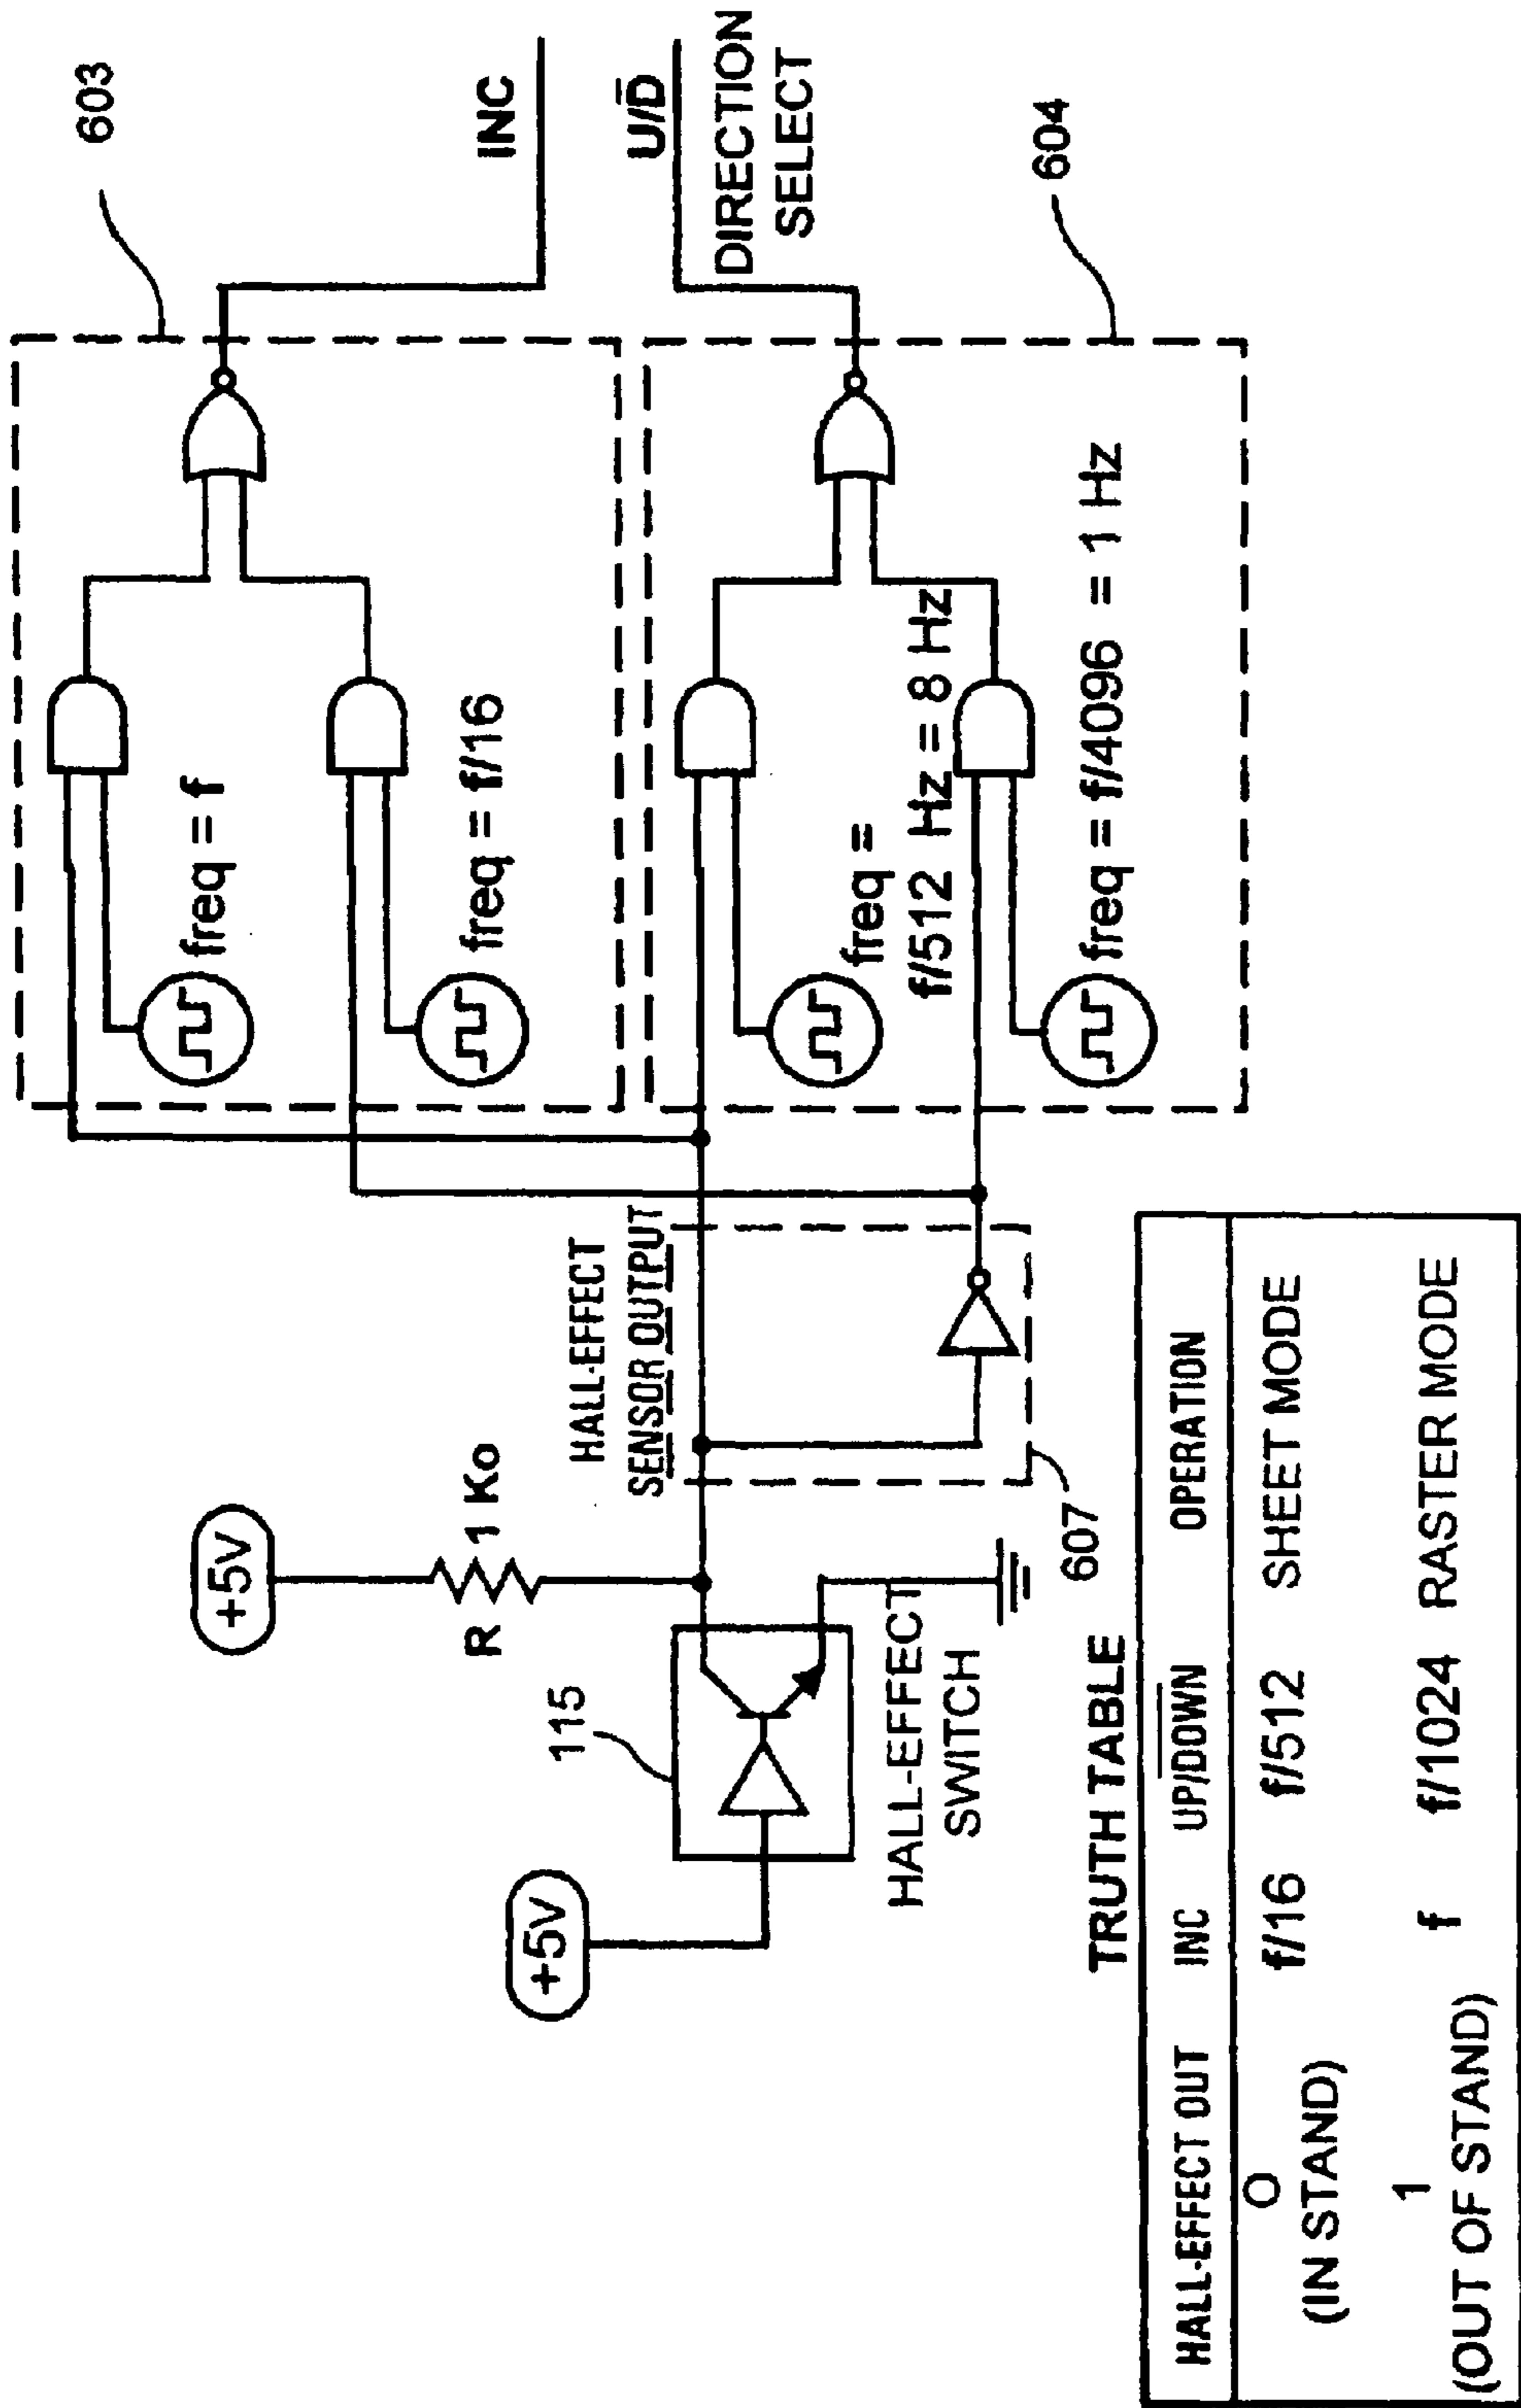 603
INC
U/D̅
DIRECTION
SELECT
604
freq = f
freq = f/16
freq =
f/512 Hz = 8 Hz
freq = f/4096 = 1 Hz
HALL-EFFECT
SENSOR OUTPUT
607
+5V
R 1 Ko
115
+5V
HALL-EFFECT
SWITCH
TRUTH TABLE
HALL-EFFECT OUT INC UP/D̅O̅W̅N̅ OPERATION
O f/16 f/512 SHEET MODE
(IN STAND)
1 f f/1024 RASTER MODE
(OUT OF STAND)